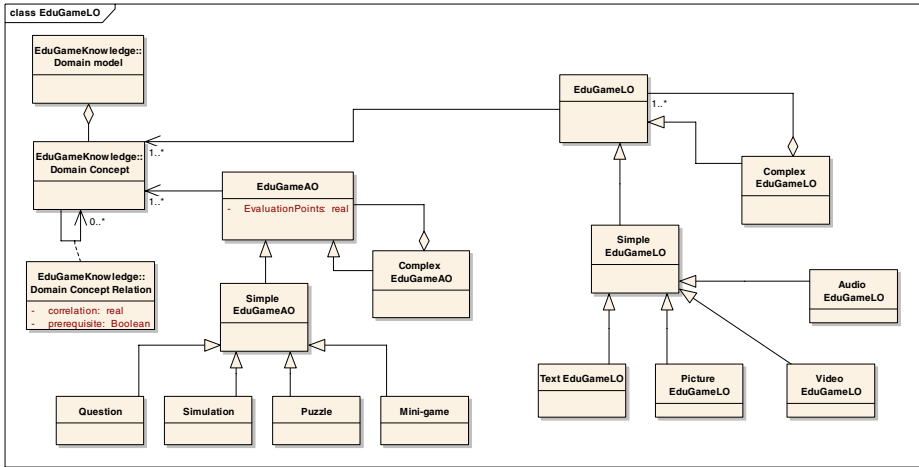 class EduGameLO
EduGameKnowledge::
Domain model
EduGameLO
1..*
EduGameKnowledge::
Domain Concept
1..*
Complex
EduGameLO
EduGameAO
- EvaluationPoints: real
1..*
0..*
Simple
EduGameLO
EduGameKnowledge::
Domain Concept Relation
- correlation: real
- prerequisite: Boolean
Complex
EduGameAO
Audio
EduGameLO
Simple
EduGameAO
Text EduGameLO
Picture
EduGameLO
Video
EduGameLO
Question
Simulation
Puzzle
Mini-game